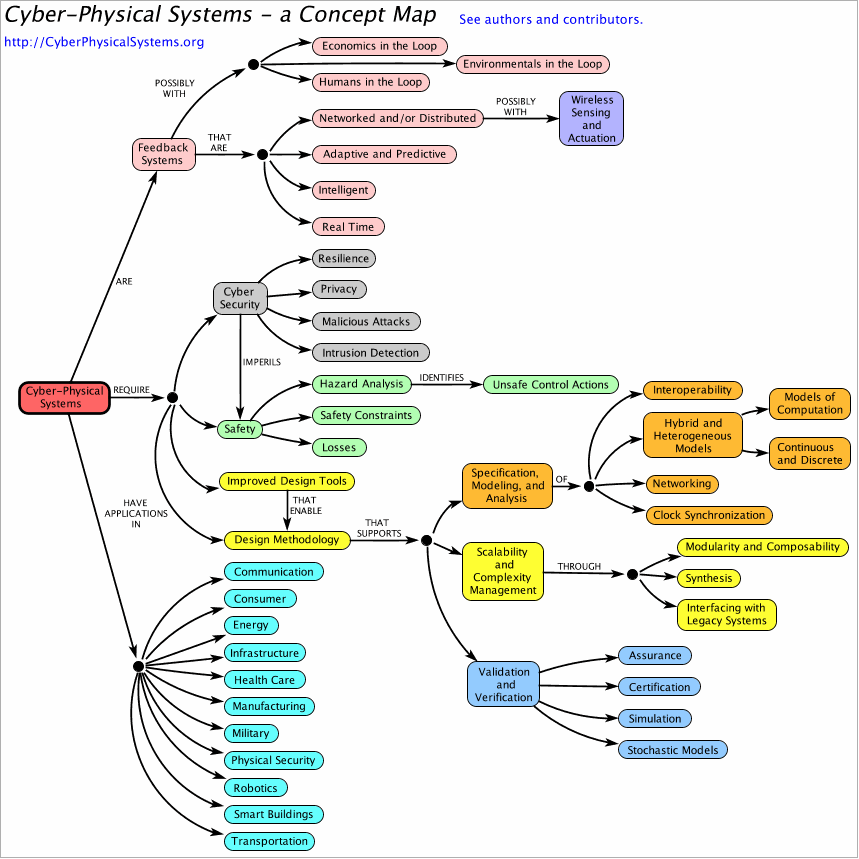 Cyber-Physical Systems - a Concept Map
See authors and contributors.
http://CyberPhysicalSystems.org
Economics in the Loop
Environmentals in the Loop
Humans in the Loop
POSSIBLY
WITH
Networked and/or Distributed
POSSIBLY
WITH
Wireless
Sensing
and
Actuation
Feedback
Systems
THAT
ARE
Adaptive and Predictive
Intelligent
Real Time
ARE
Resilience
Cyber
Security
Privacy
Malicious Attacks
Intrusion Detection
IMPERILS
Cyber-Physical
Systems
REQUIRE
Hazard Analysis
IDENTIFIES
Unsafe Control Actions
Safety
Safety Constraints
Losses
Interoperability
Models of
Computation
Hybrid and
Heterogeneous
Models
Continuous
and Discrete
Improved Design Tools
Specification,
Modeling, and
Analysis
OF
Networking
Clock Synchronization
HAVE
APPLICATIONS
IN
THAT
ENABLE
Design Methodology
THAT
SUPPORTS
Scalability
and
Complexity
Management
THROUGH
Modularity and Composability
Synthesis
Interfacing with
Legacy Systems
Communication
Consumer
Energy
Infrastructure
Health Care
Manufacturing
Military
Physical Security
Robotics
Smart Buildings
Transportation
Validation
and
Verification
Assurance
Certification
Simulation
Stochastic Models